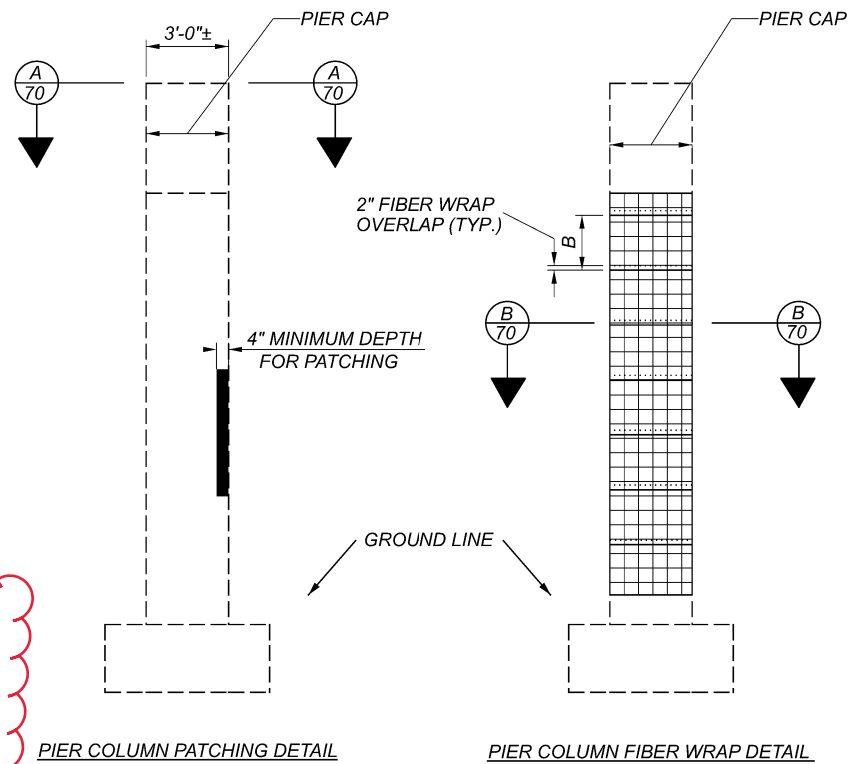 3'-0"±
PIER CAP
A
70
A
70
4" MINIMUM DEPTH
FOR PATCHING
GROUND LINE
PIER COLUMN PATCHING DETAIL
PIER CAP
2" FIBER WRAP
OVERLAP (TYP.)
B
B
70
B
70
PIER COLUMN FIBER WRAP DETAIL